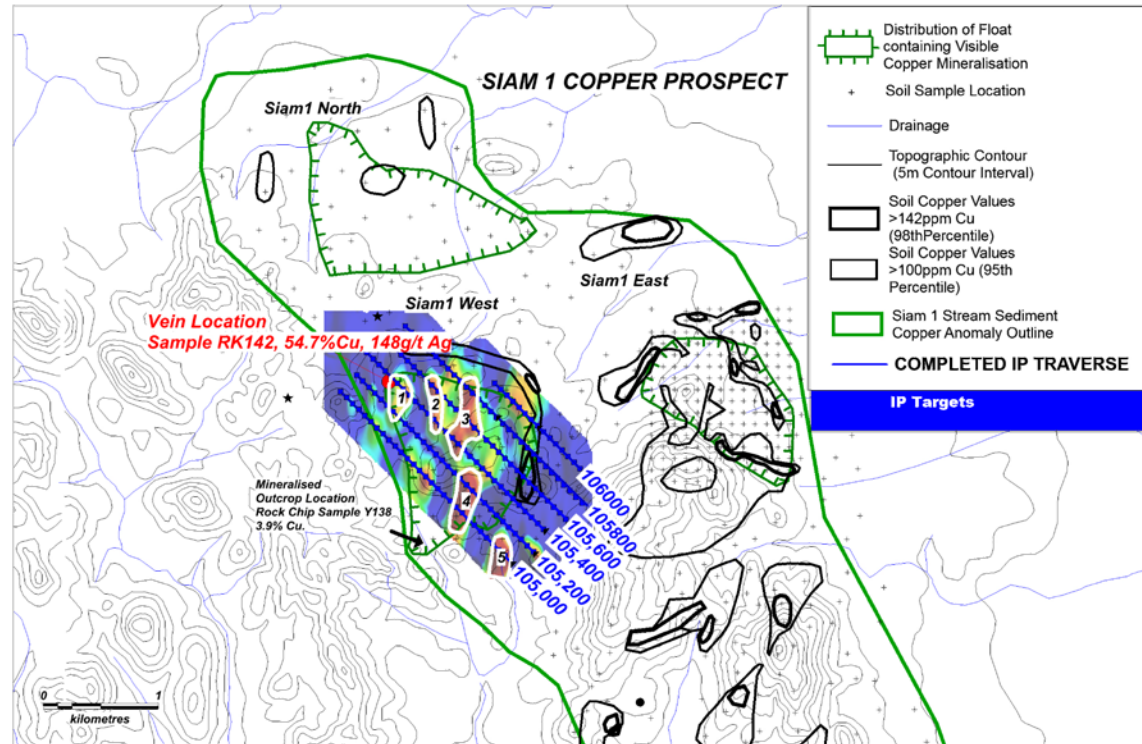 SIAM 1 COPPER PROSPECT
Siam1 North
Siam1 East
Siam1 West
Vein Location
Sample RK142, 54.7%Cu, 148g/t Ag
1
2
3
4
5
Mineralised
Outcrop Location
Rock Chip Sample Y138
3.9% Cu.
106000
105800
105,600
105,400
105,200
105,000
0 1
kilometres
Distribution of Float
containing Visible
Copper Mineralisation
Soil Sample Location
Drainage
Topographic Contour
(5m Contour Interval)
Soil Copper Values
>142ppm Cu
(98thPercentile)
Soil Copper Values
>100ppm Cu (95th
Percentile)
Siam 1 Stream Sediment
Copper Anomaly Outline
COMPLETED IP TRAVERSE
IP Targets